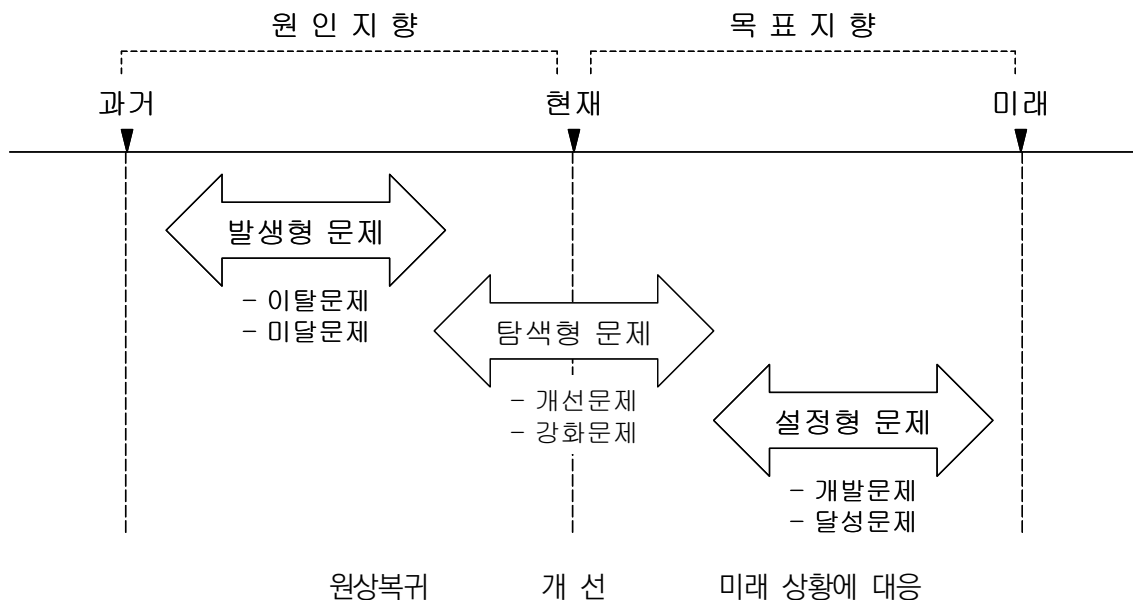 원 인 지 향
목 표 지 향
과거
현재
미래
발생형 문제
- 이탈문제
- 미달문제
탐색형 문제
- 개선문제
- 강화문제
설정형 문제
- 개발문제
- 달성문제
원상복귀
개 선
미래 상황에 대응